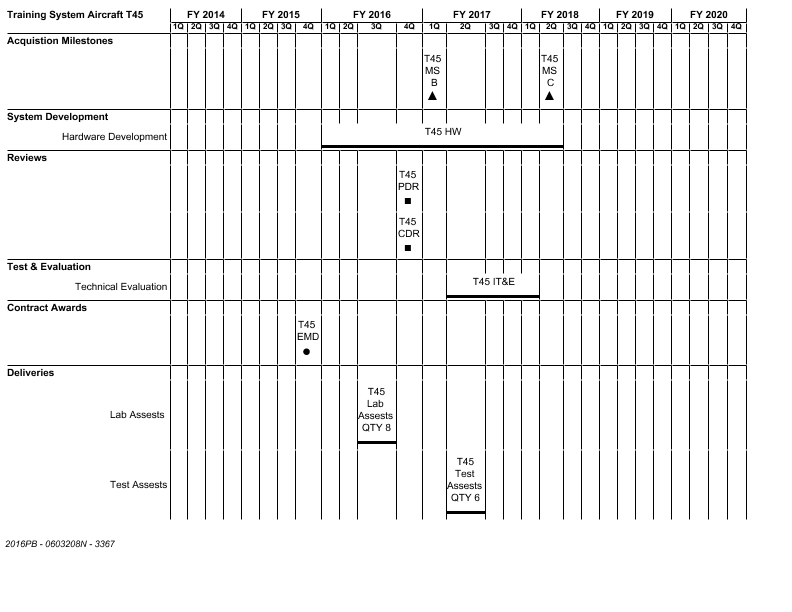 Training System Aircraft T45
FY 2014 FY 2015 FY 2016 FY 2017 FY 2018 FY 2019 FY 2020
1Q 2Q 3Q 4Q 1Q 2Q 3Q 4Q 1Q 2Q 3Q 4Q 1Q 2Q 3Q 4Q 1Q 2Q 3Q 4Q 1Q 2Q 3Q 4Q 1Q 2Q 3Q 4Q
Acquistion Milestones
T45
MS
B
T45
MS
C
System Development
Hardware Development
T45 HW
Reviews
T45
PDR
T45
CDR
Test & Evaluation
Technical Evaluation
T45 IT&E
Contract Awards
T45
EMD
Deliveries
Lab Assests
T45
Lab
Assests
QTY 8
Test Assests
T45
Test
Assests
QTY 6
2016PB - 0603208N - 3367